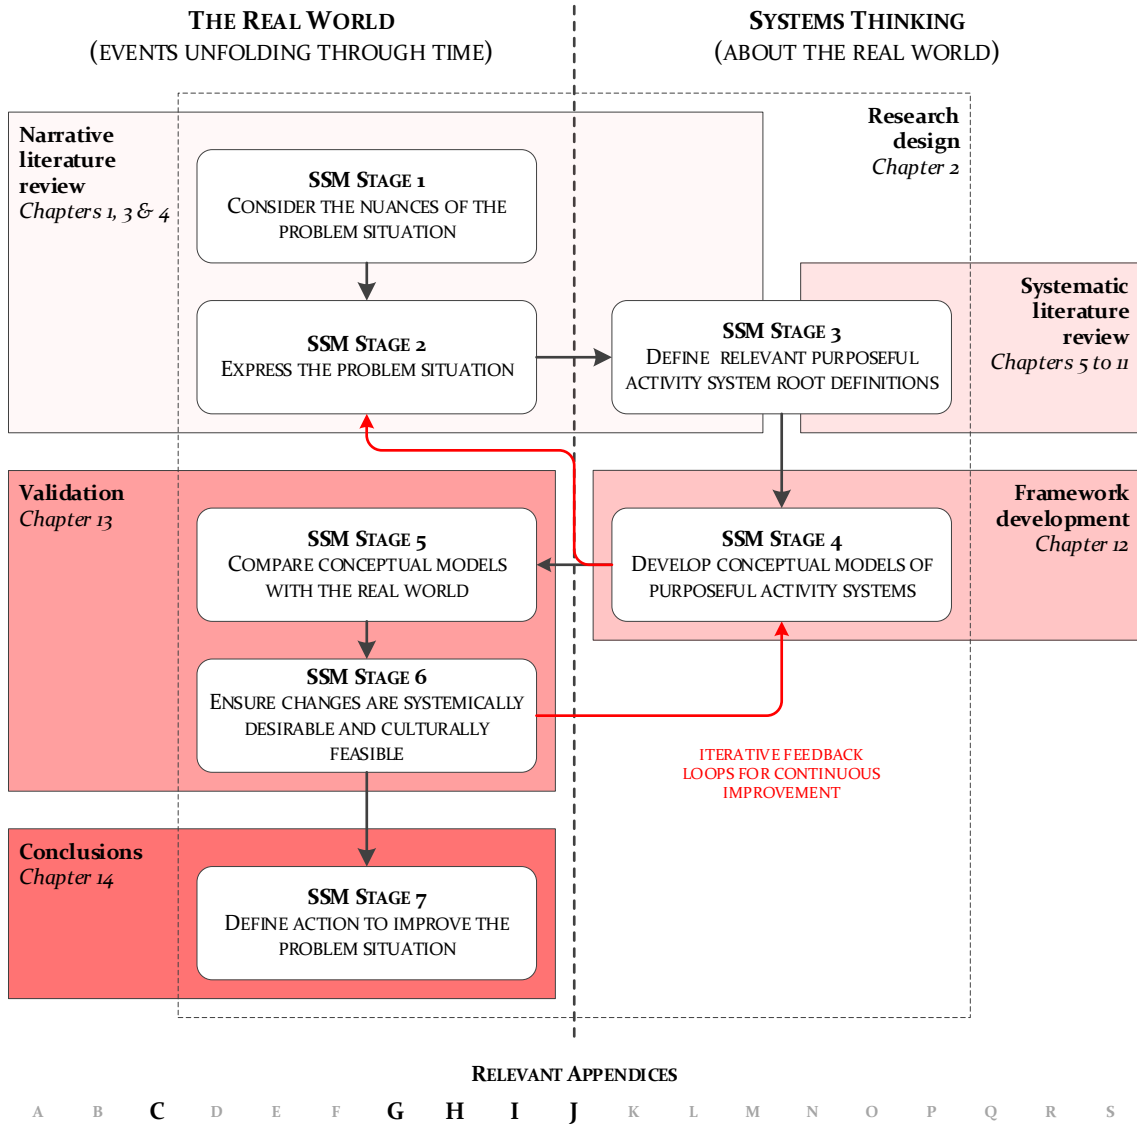 THE REAL WORLD
(EVENTS UNFOLDING THROUGH TIME)
SYSTEMS THINKING
(ABOUT THE REAL WORLD)
Narrative
literature
review
Chapters 1, 3 & 4
Research
design
Chapter 2
SSM STAGE 1
CONSIDER THE NUANCES OF THE
PROBLEM SITUATION
SSM STAGE 2
EXPRESS THE PROBLEM SITUATION
SSM STAGE 3
DEFINE RELEVANT PURPOSEFUL
ACTIVITY SYSTEM ROOT DEFINITIONS
Systematic
literature
review
Chapters 5 to 11
Validation
Chapter 13
SSM STAGE 5
COMPARE CONCEPTUAL MODELS
WITH THE REAL WORLD
SSM STAGE 4
DEVELOP CONCEPTUAL MODELS OF
PURPOSEFUL ACTIVITY SYSTEMS
Framework
development
Chapter 12
SSM STAGE 6
ENSURE CHANGES ARE SYSTEMICALLY
DESIRABLE AND CULTURALLY
FEASIBLE
ITERATIVE FEEDBACK
LOOPS FOR CONTINUOUS
IMPROVEMENT
Conclusions
Chapter 14
SSM STAGE 7
DEFINE ACTION TO IMPROVE THE
PROBLEM SITUATION
RELEVANT APPENDICES
A B C D E F G H I J K L M N O P Q R S